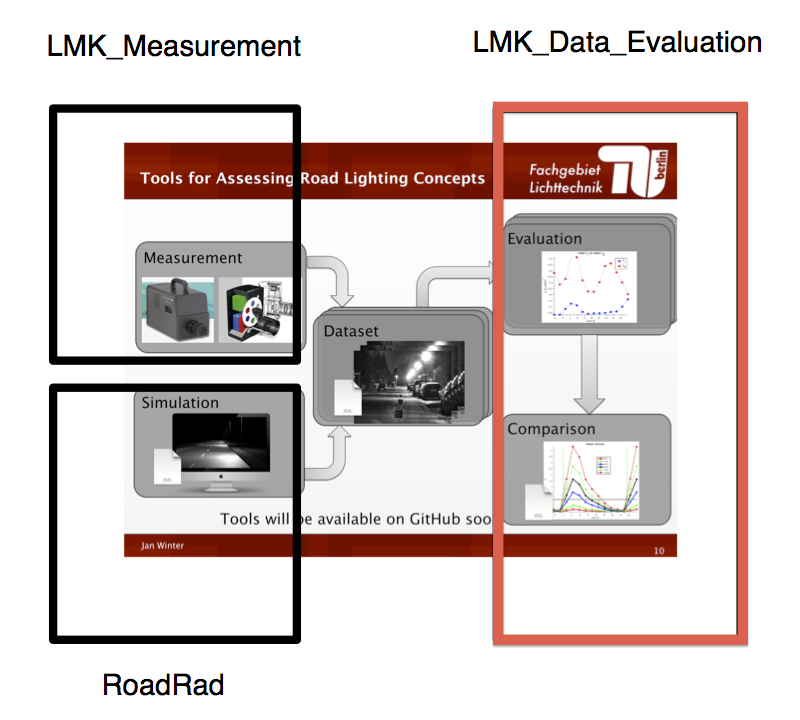 LMK_Measurement
LMK_Data_Evaluation
Tools for Assessing Road Lighting Concepts
Fachgebiet
Lichttechnik
berlin
Measurement
Evaluation
Dataset
XML
Simulation
XML
Comparison
XML
Tools will be available on GitHub soo
Jan Winter
10
RoadRad